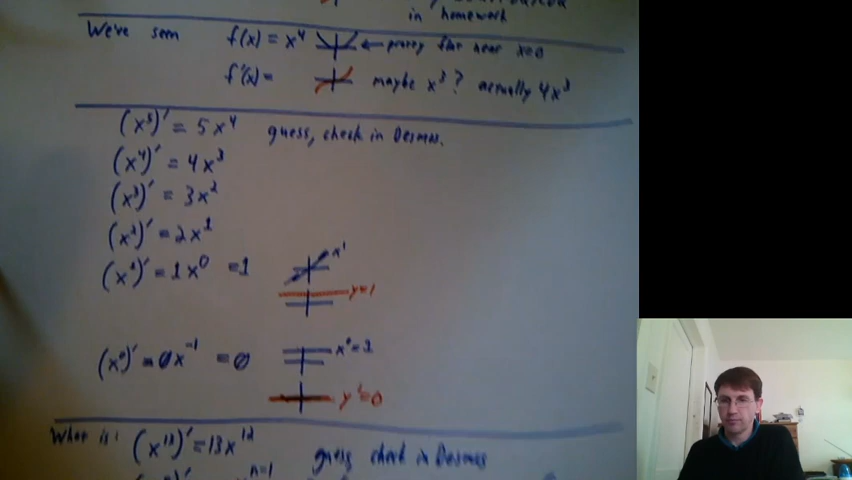 in homework
We've seen f(x) = x⁴ ← pretty flat near x=0
f'(x) = maybe x³? actually 4x³
(x⁵)' = 5x⁴ guess, check in Desmos.
(x⁴)' = 4x³
(x³)' = 3x²
(x²)' = 2x¹
(x¹)' = 1x⁰ = 1 x¹
y=1
(x⁰)' = 0x⁻¹ = 0 x⁰=1
y'=0
What is: (x¹³)' = 13x¹² guess check in Desmos
n-1